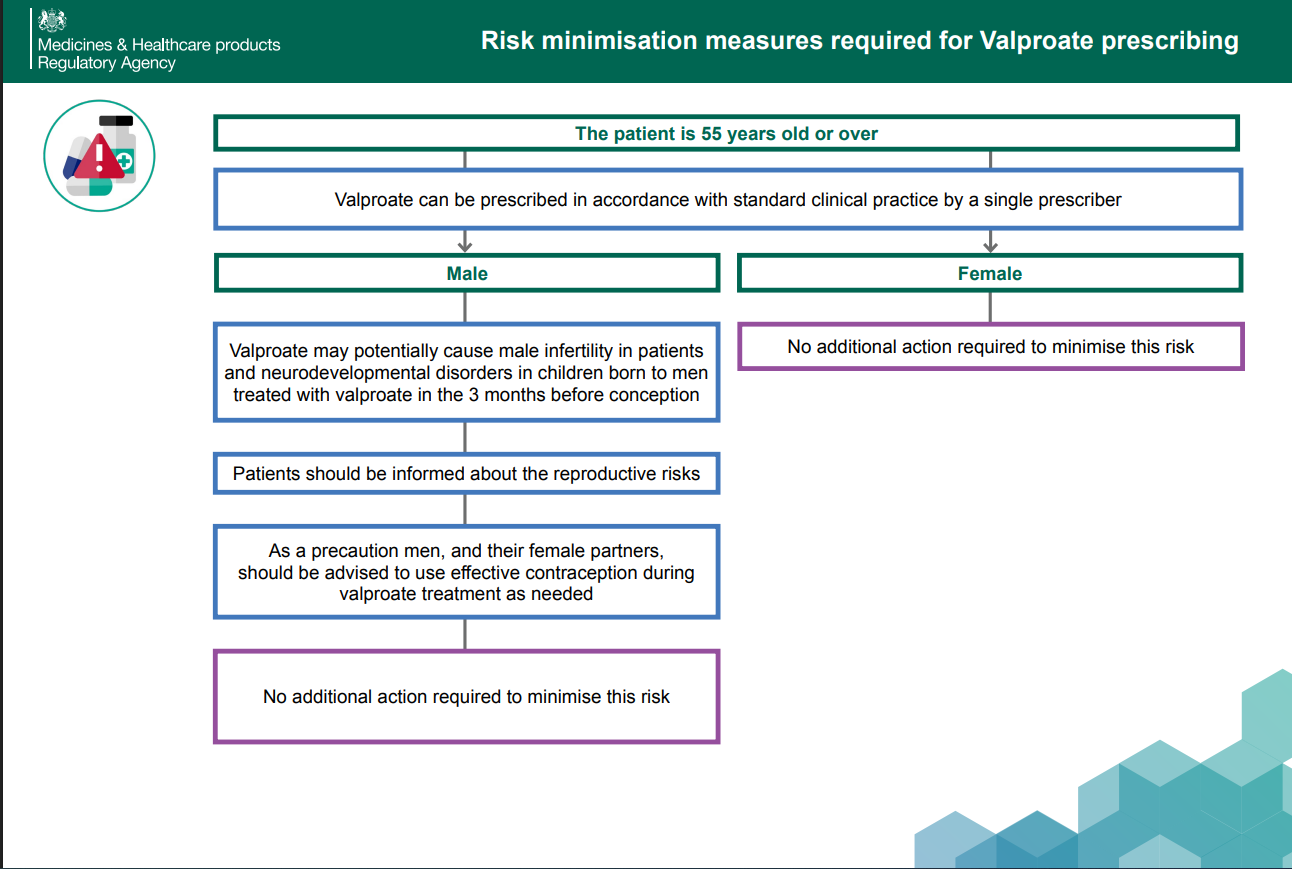 Medicines & Healthcare products
Regulatory Agency
Risk minimisation measures required for Valproate prescribing
The patient is 55 years old or over
Valproate can be prescribed in accordance with standard clinical practice by a single prescriber
Male
Female
Valproate may potentially cause male infertility in patients
and neurodevelopmental disorders in children born to men
treated with valproate in the 3 months before conception
No additional action required to minimise this risk
Patients should be informed about the reproductive risks
As a precaution men, and their female partners,
should be advised to use effective contraception during
valproate treatment as needed
No additional action required to minimise this risk